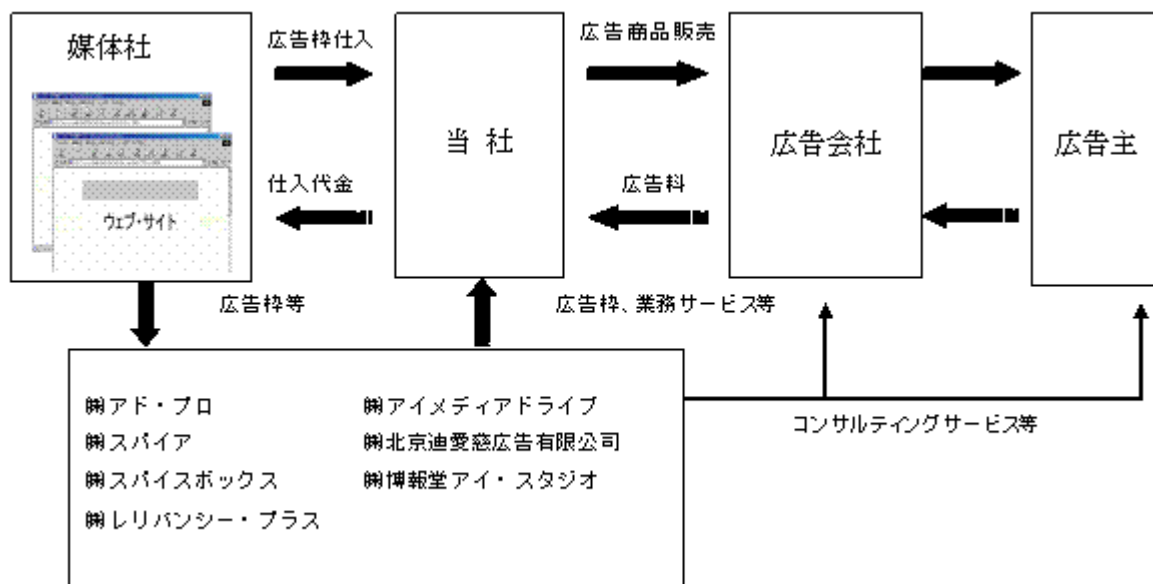 媒体社
ウェブ・サイト
広告枠仕入
仕入代金
当 社
広告商品販売
広告料
広告会社
広告主
広告枠等
広告枠、業務サービス等
㈱アド・プロ
㈱スパイア
㈱スパイスボックス
㈱レリバンシー・プラス
㈱アイメディアドライブ
㈱北京迪愛慈広告有限公司
㈱博報堂アイ・スタジオ
コンサルティングサービス等